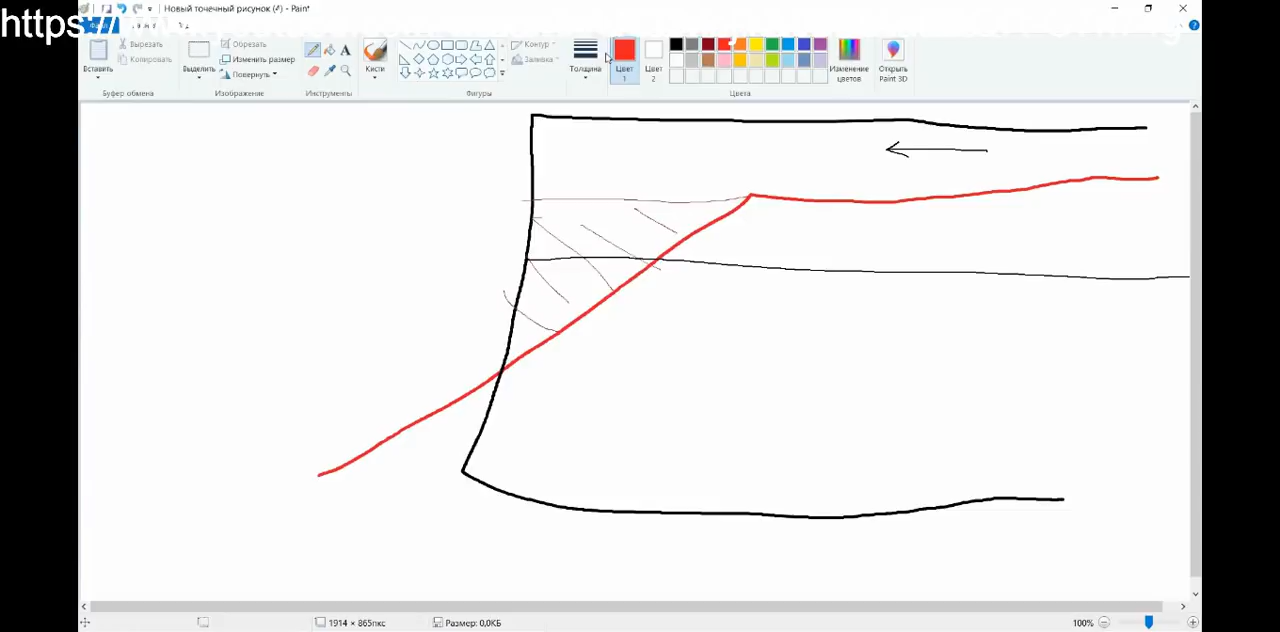 Новый точечный рисунок (4) - Paint
https://
Вставить
Вырезать
Копировать
Буфер обмена
Выделить
Обрезать
Изменить размер
Повернуть
Изображение
Инструменты
Кисти
Контур
Заливка
Фигуры
Толщина
Цвет 1
Цвет 2
Цвета
Изменение цветов
Открыть Paint 3D
1914 × 865пкс
Размер: 0,0КБ
100%